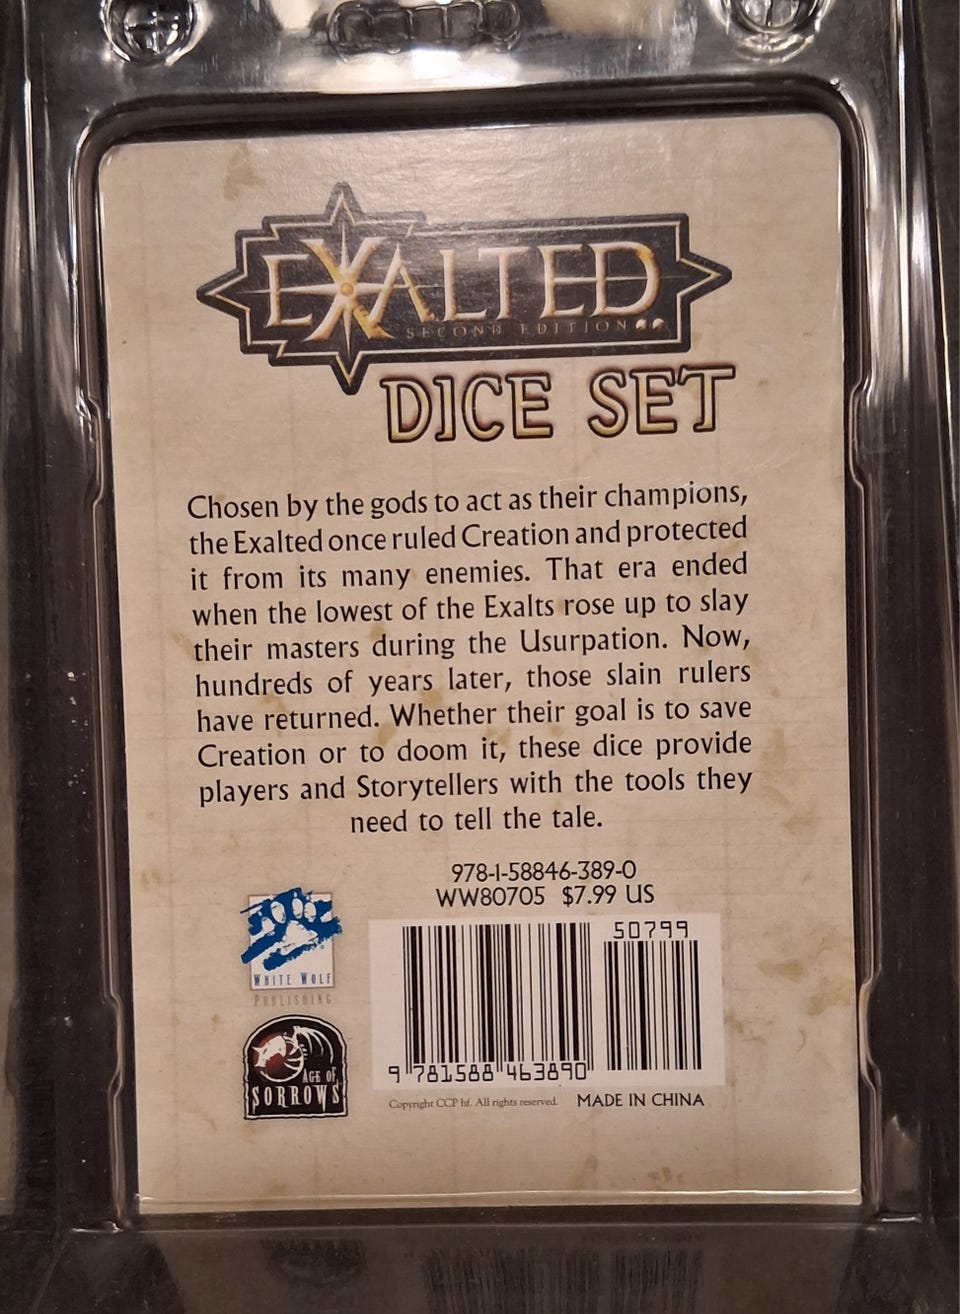 EXALTED
SECOND EDITION
DICE SET
Chosen by the gods to act as their champions,
the Exalted once ruled Creation and protected
it from its many enemies. That era ended
when the lowest of the Exalts rose up to slay
their masters during the Usurpation. Now,
hundreds of years later, those slain rulers
have returned. Whether their goal is to save
Creation or to doom it, these dice provide
players and Storytellers with the tools they
need to tell the tale.
978-1-58846-389-0
WW80705 $7.99 US
50799
WHITE WOLF
PUBLISHING
AGE OF
SORROWS
9 781588 463890
Copyright CCP hf. All rights reserved. MADE IN CHINA